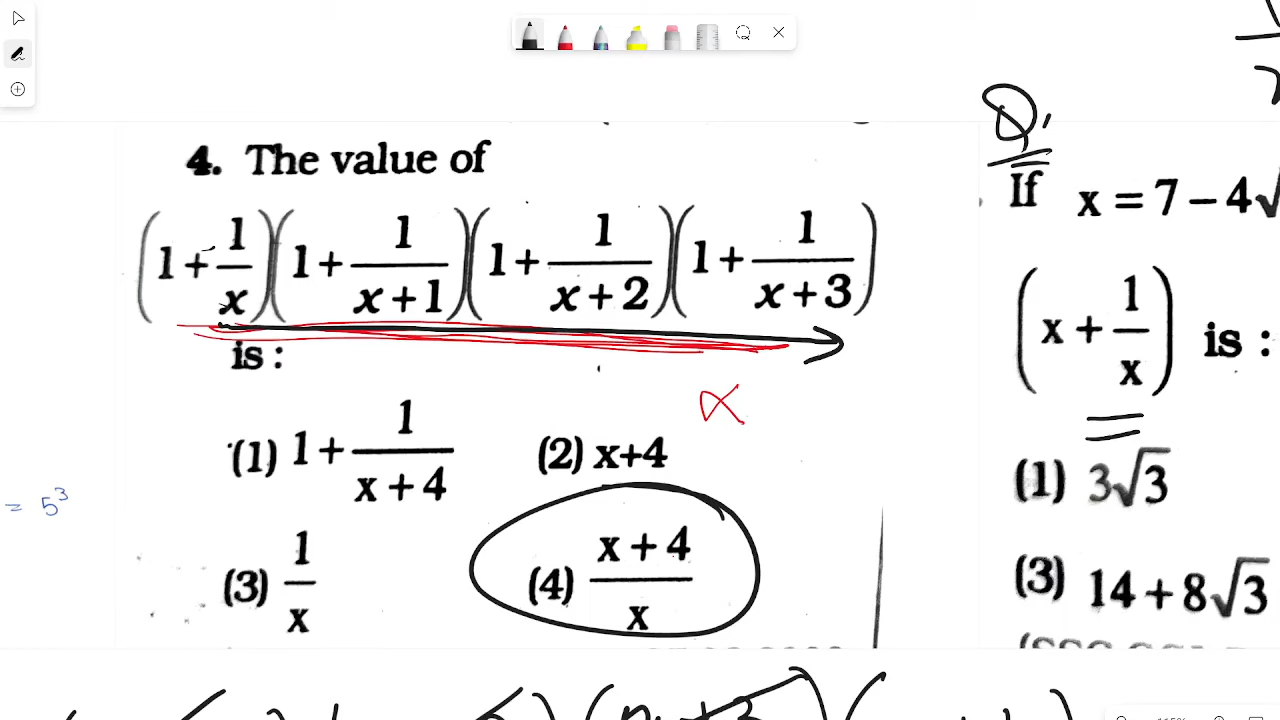 4. The value of
(1+1/x)(1+1/(x+1))(1+1/(x+2))(1+1/(x+3))
is :
(1) 1+1/(x+4) (2) x+4
(3) 1/x (4) (x+4)/x
= 5³
Q.
If x = 7 – 4√
(x+1/x) is :
(1) 3√3
(3) 14+8√3